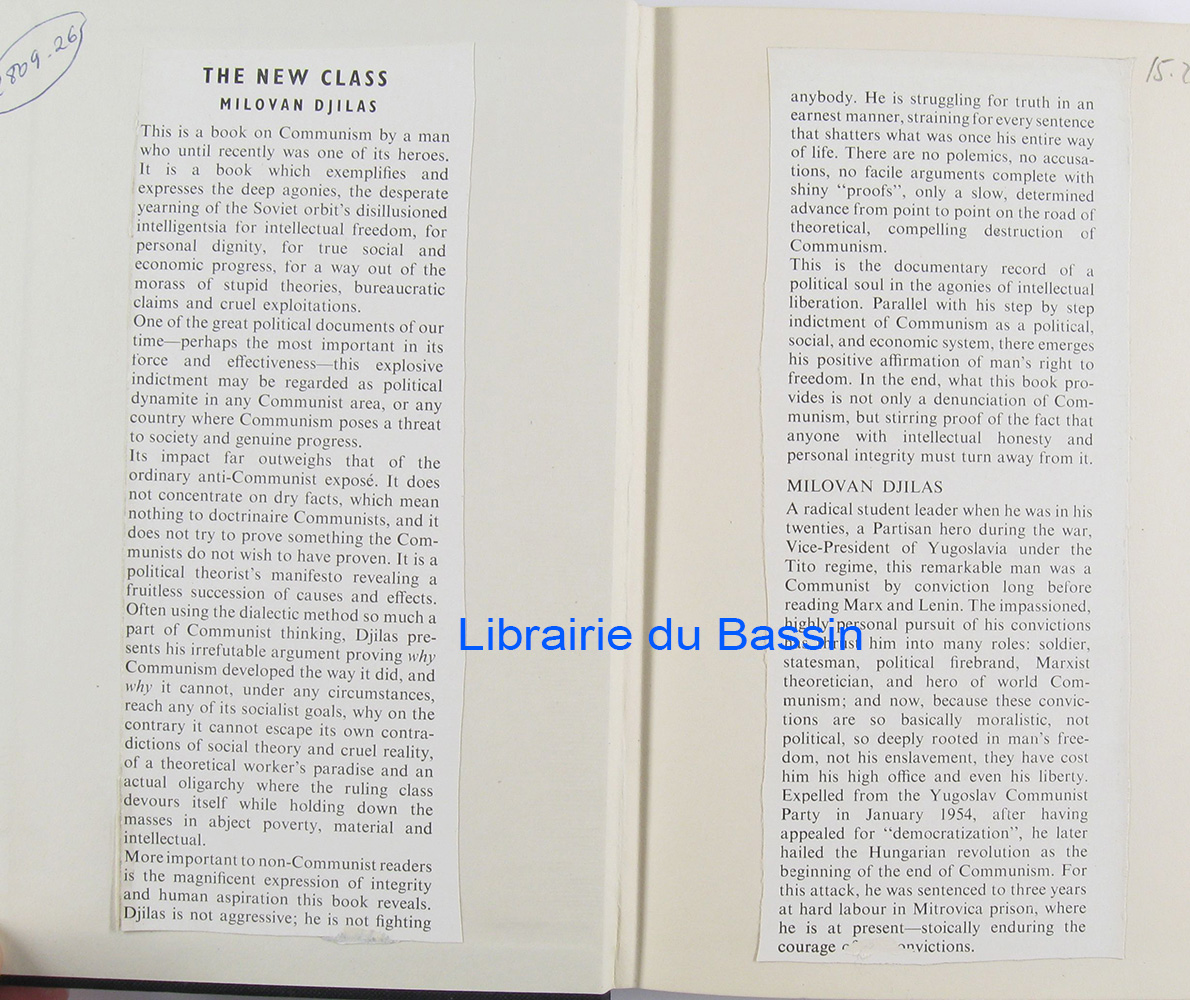 809-26
THE NEW CLASS
MILOVAN DJILAS
This is a book on Communism by a man
who until recently was one of its heroes.
It is a book which exemplifies and
expresses the deep agonies, the desperate
yearning of the Soviet orbit's disillusioned
intelligentsia for intellectual freedom, for
personal dignity, for true social and
economic progress, for a way out of the
morass of stupid theories, bureaucratic
claims and cruel exploitations.
One of the great political documents of our
time—perhaps the most important in its
force and effectiveness—this explosive
indictment may be regarded as political
dynamite in any Communist area, or any
country where Communism poses a threat
to society and genuine progress.
Its impact far outweighs that of the
ordinary anti-Communist exposé. It does
not concentrate on dry facts, which mean
nothing to doctrinaire Communists, and it
does not try to prove something the Com-
munists do not wish to have proven. It is a
political theorist's manifesto revealing a
fruitless succession of causes and effects.
Often using the dialectic method so much a
part of Communist thinking, Djilas pre-
sents his irrefutable argument proving why
Communism developed the way it did, and
why it cannot, under any circumstances,
reach any of its socialist goals, why on the
contrary it cannot escape its own contra-
dictions of social theory and cruel reality,
of a theoretical worker's paradise and an
actual oligarchy where the ruling class
devours itself while holding down the
masses in abject poverty, material and
intellectual.
More important to non-Communist readers
is the magnificent expression of integrity
and human aspiration this book reveals.
Djilas is not aggressive; he is not fighting
15.
anybody. He is struggling for truth in an
earnest manner, straining for every sentence
that shatters what was once his entire way
of life. There are no polemics, no accusa-
tions, no facile arguments complete with
shiny "proofs", only a slow, determined
advance from point to point on the road of
theoretical, compelling destruction of
Communism.
This is the documentary record of a
political soul in the agonies of intellectual
liberation. Parallel with his step by step
indictment of Communism as a political,
social, and economic system, there emerges
his positive affirmation of man's right to
freedom. In the end, what this book pro-
vides is not only a denunciation of Com-
munism, but stirring proof of the fact that
anyone with intellectual honesty and
personal integrity must turn away from it.
MILOVAN DJILAS
A radical student leader when he was in his
twenties, a Partisan hero during the war,
Vice-President of Yugoslavia under the
Tito regime, this remarkable man was a
Communist by conviction long before
reading Marx and Lenin. The impassioned,
highly personal pursuit of his convictions
has thrust him into many roles: soldier,
statesman, political firebrand, Marxist
theoretician, and hero of world Com-
munism; and now, because these convic-
tions are so basically moralistic, not
political, so deeply rooted in man's free-
dom, not his enslavement, they have cost
him his high office and even his liberty.
Expelled from the Yugoslav Communist
Party in January 1954, after having
appealed for "democratization", he later
hailed the Hungarian revolution as the
beginning of the end of Communism. For
this attack, he was sentenced to three years
at hard labour in Mitrovica prison, where
he is at present—stoically enduring the
courage onvictions.
Librairie du Bassin